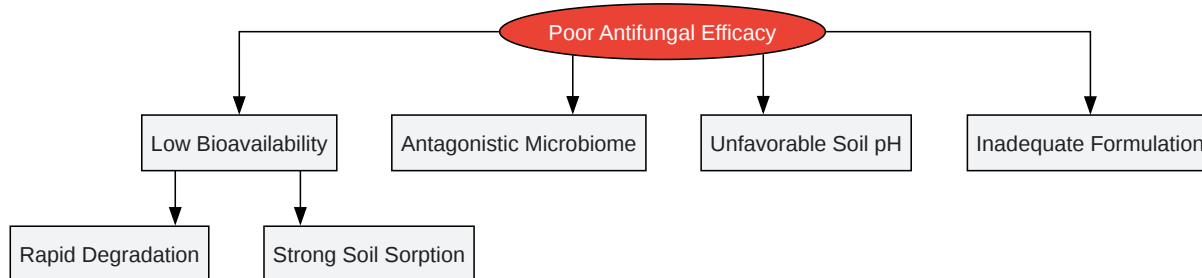 Poor Antifungal Efficacy
Low Bioavailability
Antagonistic Microbiome
Unfavorable Soil pH
Inadequate Formulation
Rapid Degradation
Strong Soil Sorption